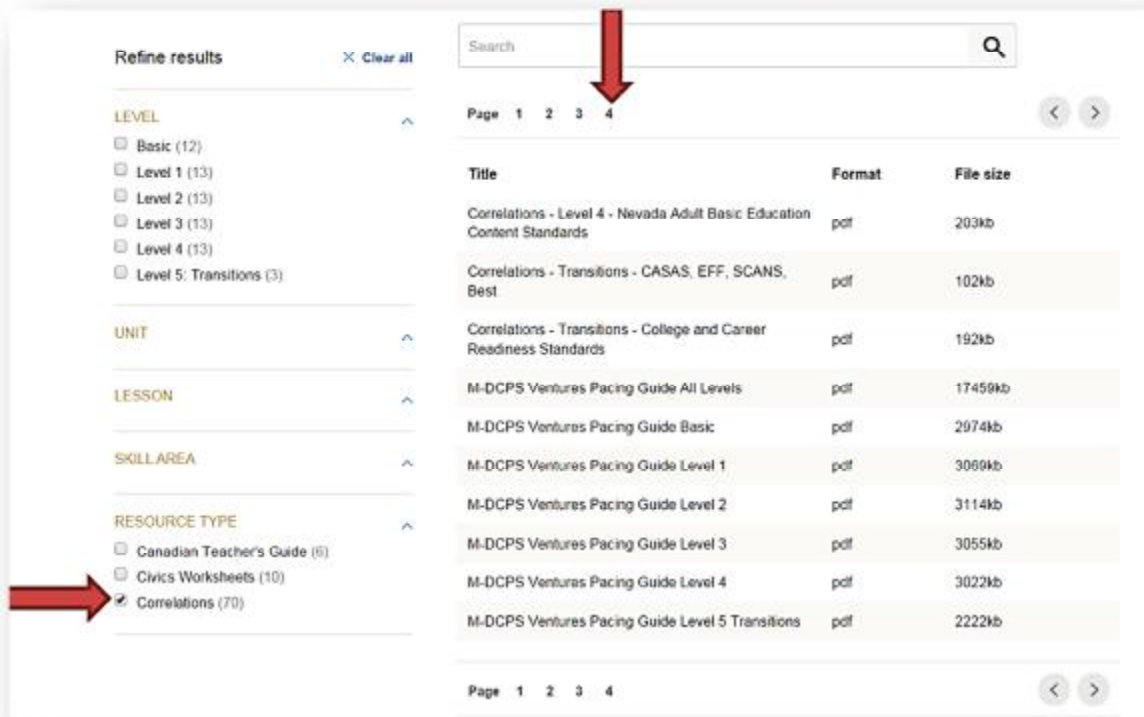 Refine results
Clear all
LEVEL
Basic (12)
Level 1 (13)
Level 2 (13)
Level 3 (13)
Level 4 (13)
Level 5: Transitions (3)
UNIT
LESSON
SKILL AREA
RESOURCE TYPE
Canadian Teacher's Guide (6)
Civics Worksheets (10)
Correlations (70)
Search
Page 1 2 3 4
Title Format File size
Correlations - Level 4 - Nevada Adult Basic Education
Content Standards pdf 203kb
Correlations - Transitions - CASAS, EFF, SCANS,
Best pdf 102kb
Correlations - Transitions - College and Career
Readiness Standards pdf 192kb
M-DCPS Ventures Pacing Guide All Levels pdf 17459kb
M-DCPS Ventures Pacing Guide Basic pdf 2974kb
M-DCPS Ventures Pacing Guide Level 1 pdf 3069kb
M-DCPS Ventures Pacing Guide Level 2 pdf 3114kb
M-DCPS Ventures Pacing Guide Level 3 pdf 3055kb
M-DCPS Ventures Pacing Guide Level 4 pdf 3022kb
M-DCPS Ventures Pacing Guide Level 5 Transitions pdf 2222kb
Page 1 2 3 4